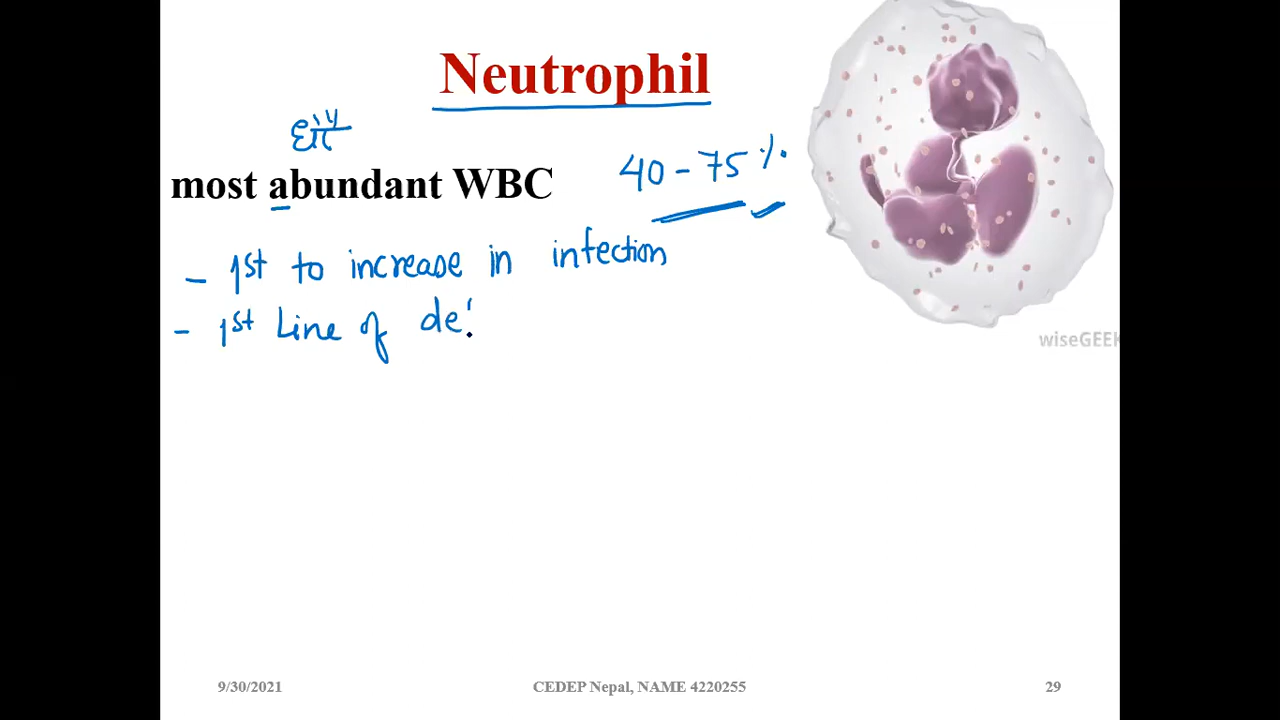 Neutrophil
most abundant WBC
40 - 75 %
- 1st to increase in infection
- 1st Line of de
wiseGEEK
9/30/2021
CEDEP Nepal, NAME 4220255
29